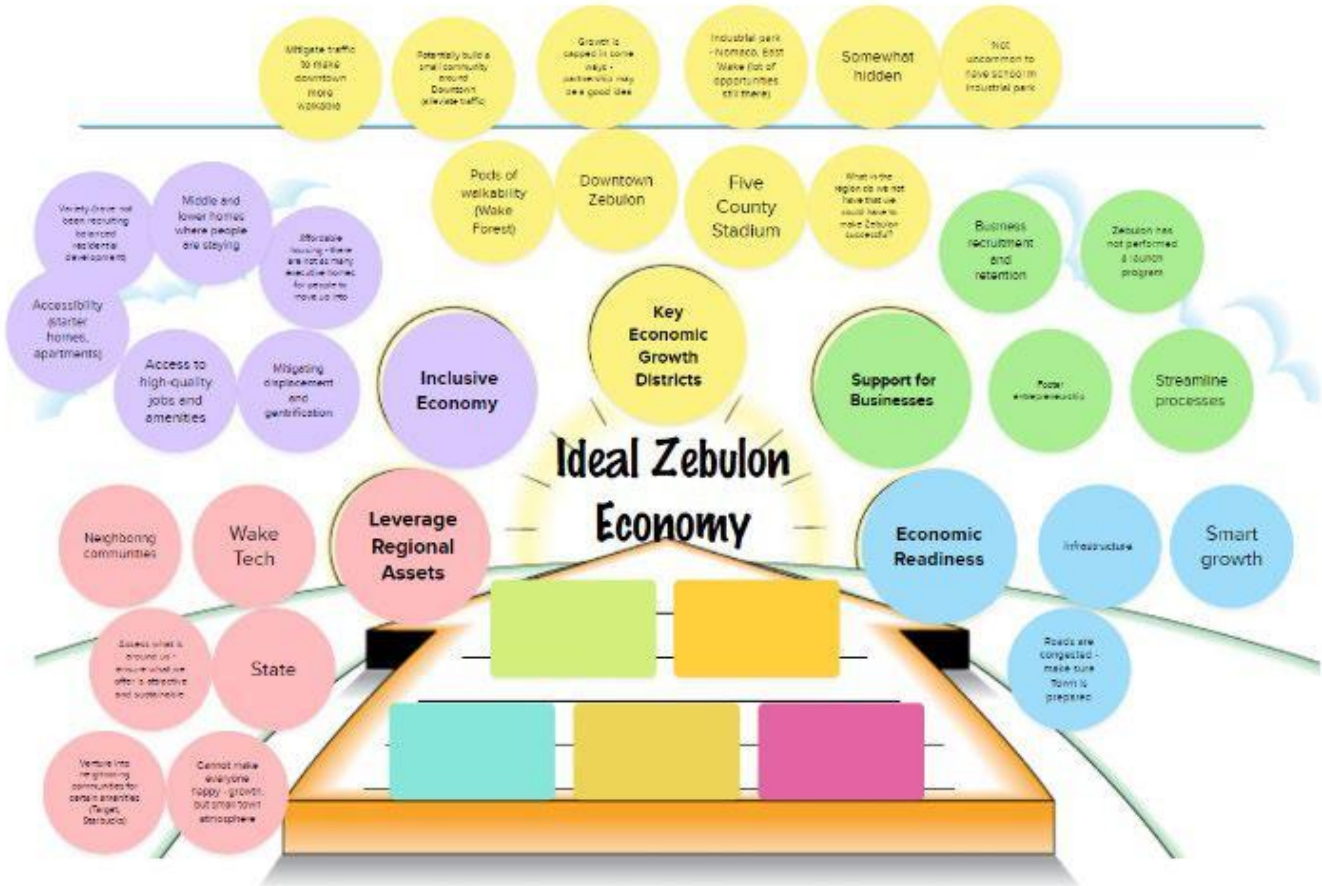 Mitigate traffic
to make
downtown
more
walkable
Potentially build a
small community
around
Downtown
(alleviate traffic)
Growth is
capped in some
ways -
partnership may
be a good idea
Industrial park
- Nomaco, East
Wake (lot of
opportunities
still there)
Somewhat
hidden
Not
uncommon to
have school in
industrial park
Pods of
walkability
(Wake
Forest)
Downtown
Zebulon
Five
County
Stadium
What in the
region do we not
have that we
could have to
make Zebulon
successful?
Variety (have not
been recruiting
balanced
residential
development)
Middle and
lower homes
where people
are staying
Affordable
housing - there
are not as many
executive homes
for people to
move up into
Accessibility
(starter
homes,
apartments)
Access to
high-quality
jobs and
amenities
Mitigating
displacement
and
gentrification
Inclusive
Economy
Key
Economic
Growth
Districts
Support for
Businesses
Business
recruitment
and
retention
Zebulon has
not performed
a launch
program
Foster
entrepreneurship
Streamline
processes
Ideal Zebulon
Economy
Leverage
Regional
Assets
Neighboring
communities
Wake
Tech
Assess what is
around us -
ensure what we
offer is attractive
and sustainable
State
Venture into
neighboring
communities for
certain amenities
(Target,
Starbucks)
Cannot make
everyone
happy - growth,
but small town
atmosphere
Economic
Readiness
Infrastructure
Smart
growth
Roads are
congested -
make sure
Town is
prepared